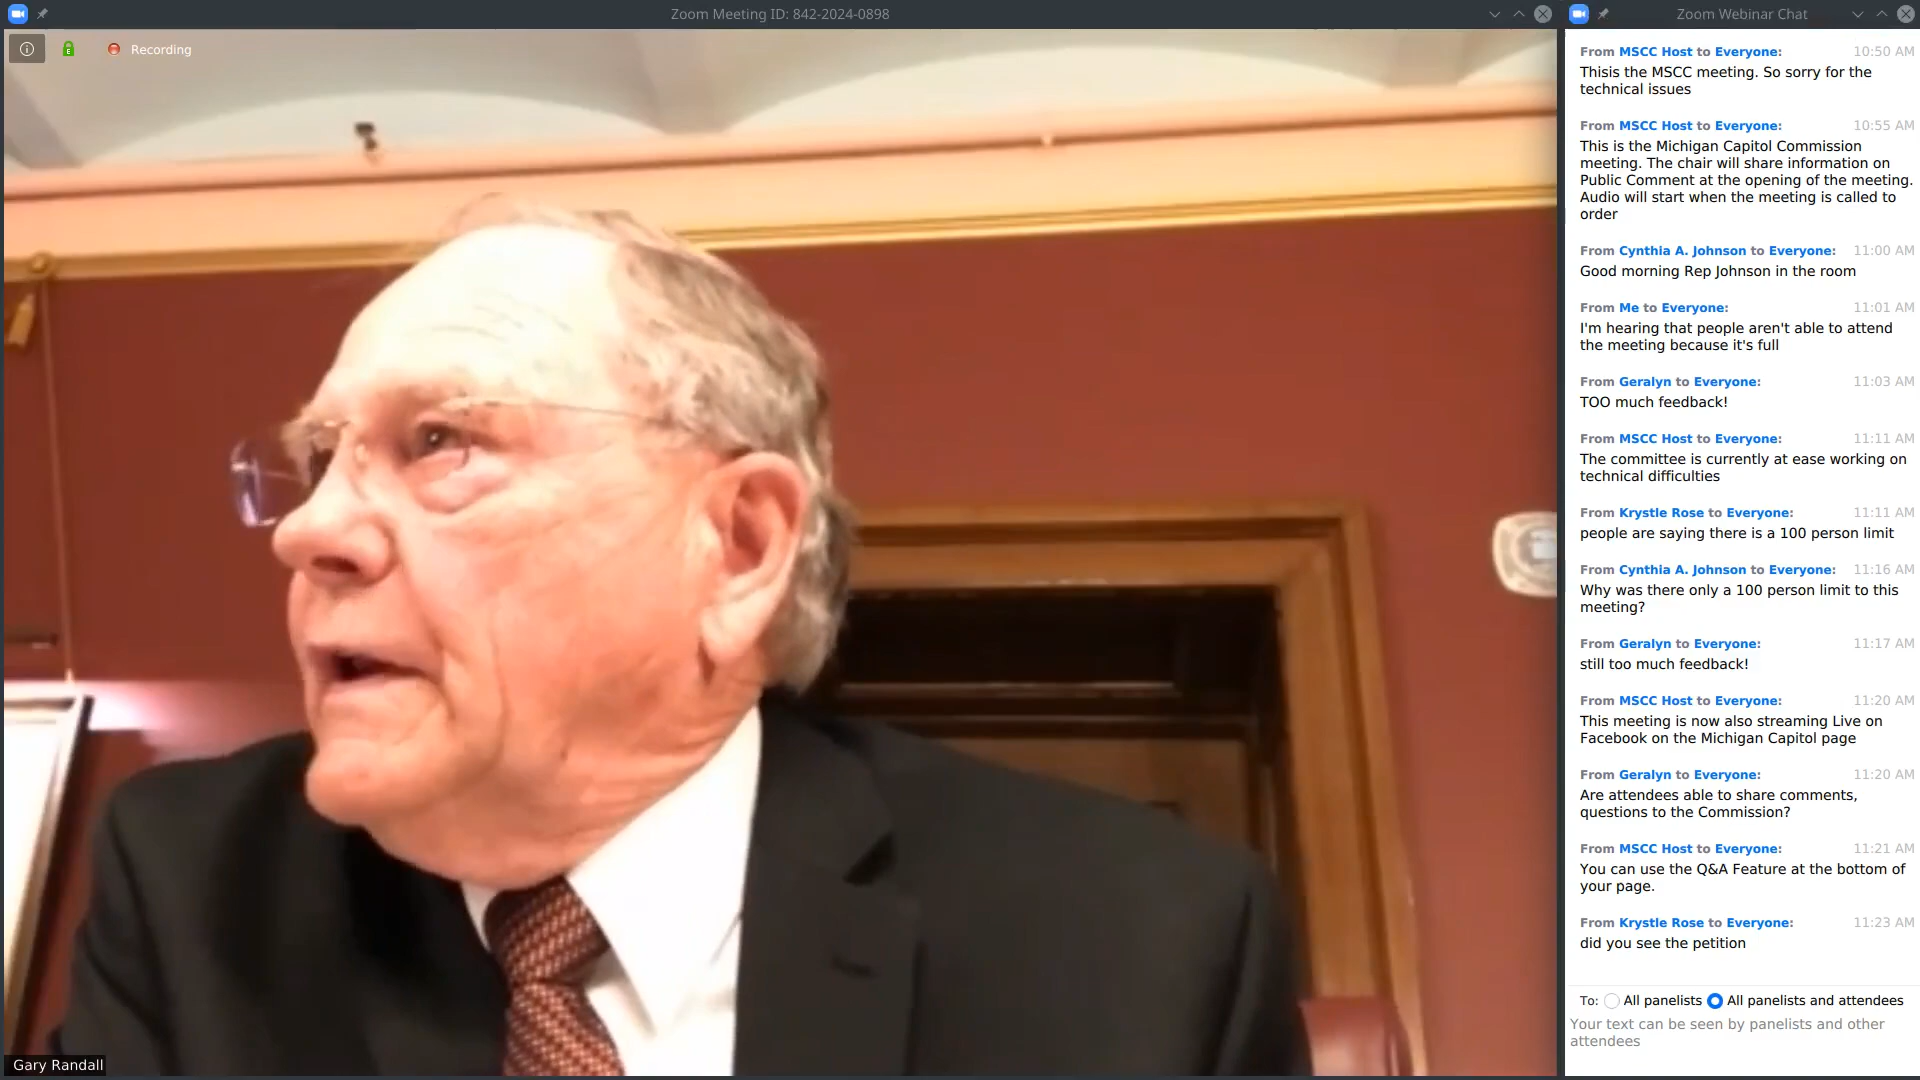 Zoom Meeting ID: 842-2024-0898
Recording
Gary Randall
Zoom Webinar Chat
From MSCC Host to Everyone: 10:50 AM
Thisis the MSCC meeting. So sorry for the
technical issues
From MSCC Host to Everyone: 10:55 AM
This is the Michigan Capitol Commission
meeting. The chair will share information on
Public Comment at the opening of the meeting.
Audio will start when the meeting is called to
order
From Cynthia A. Johnson to Everyone: 11:00 AM
Good morning Rep Johnson in the room
From Me to Everyone: 11:01 AM
I'm hearing that people aren't able to attend
the meeting because it's full
From Geralyn to Everyone: 11:03 AM
TOO much feedback!
From MSCC Host to Everyone: 11:11 AM
The committee is currently at ease working on
technical difficulties
From Krystle Rose to Everyone: 11:11 AM
people are saying there is a 100 person limit
From Cynthia A. Johnson to Everyone: 11:16 AM
Why was there only a 100 person limit to this
meeting?
From Geralyn to Everyone: 11:17 AM
still too much feedback!
From MSCC Host to Everyone: 11:20 AM
This meeting is now also streaming Live on
Facebook on the Michigan Capitol page
From Geralyn to Everyone: 11:20 AM
Are attendees able to share comments,
questions to the Commission?
From MSCC Host to Everyone: 11:21 AM
You can use the Q&A Feature at the bottom of
your page.
From Krystle Rose to Everyone: 11:23 AM
did you see the petition
To: All panelists All panelists and attendees
Your text can be seen by panelists and other
attendees